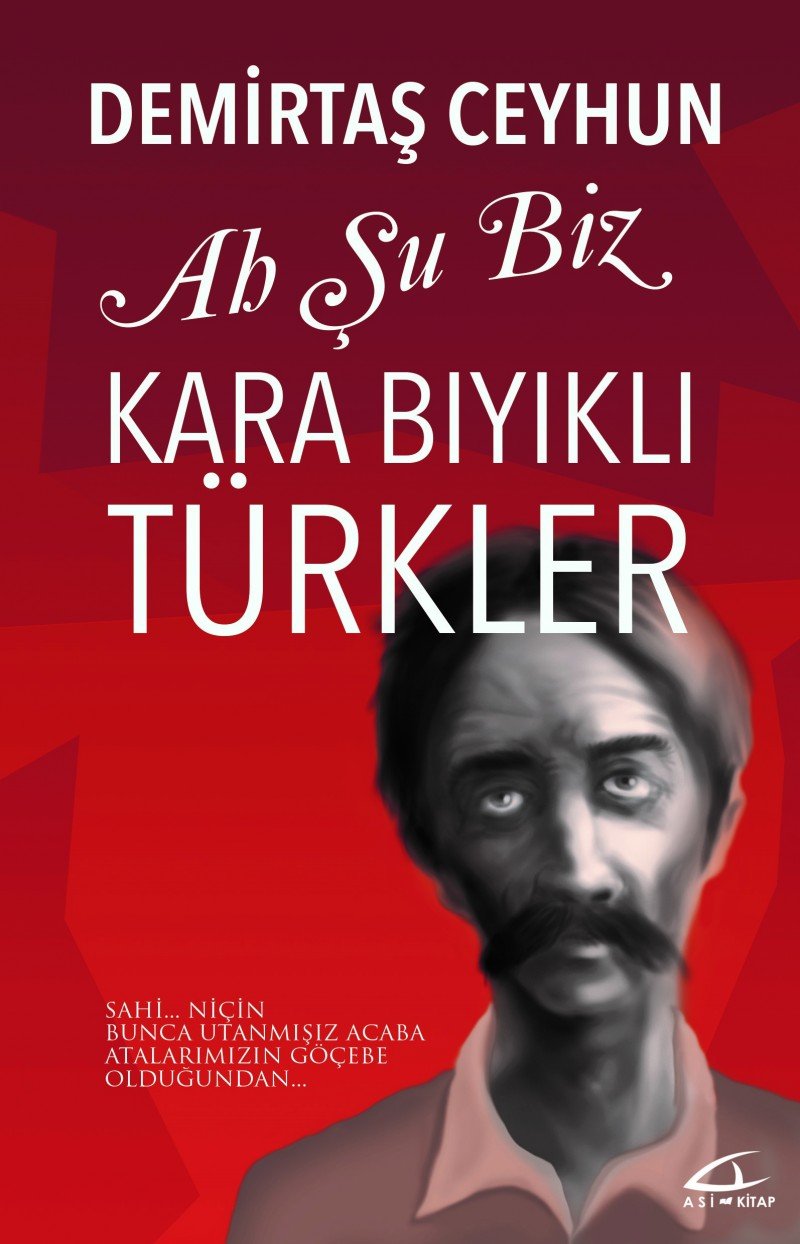 DEMİRTAŞ CEYHUN
Ah Şu Biz
KARA BIYIKLI
TÜRKLER
SAHİ... NİÇİN
BUNCA UTANMIŞIZ ACABA
ATALARIMIZIN GÖÇEBE
OLDUĞUNDAN...
ASİ KİTAP